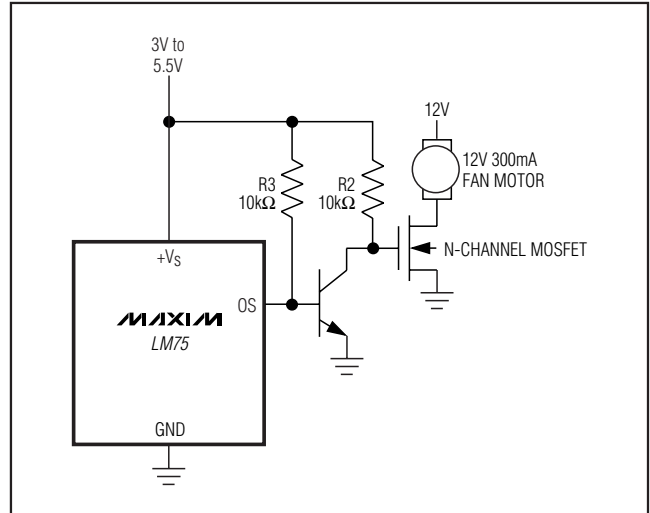 3V to
5.5V
12V
12V 300mA
FAN MOTOR
R3
10kΩ
R2
10kΩ
N-CHANNEL MOSFET
+VS
OS
MAXIM
LM75
GND